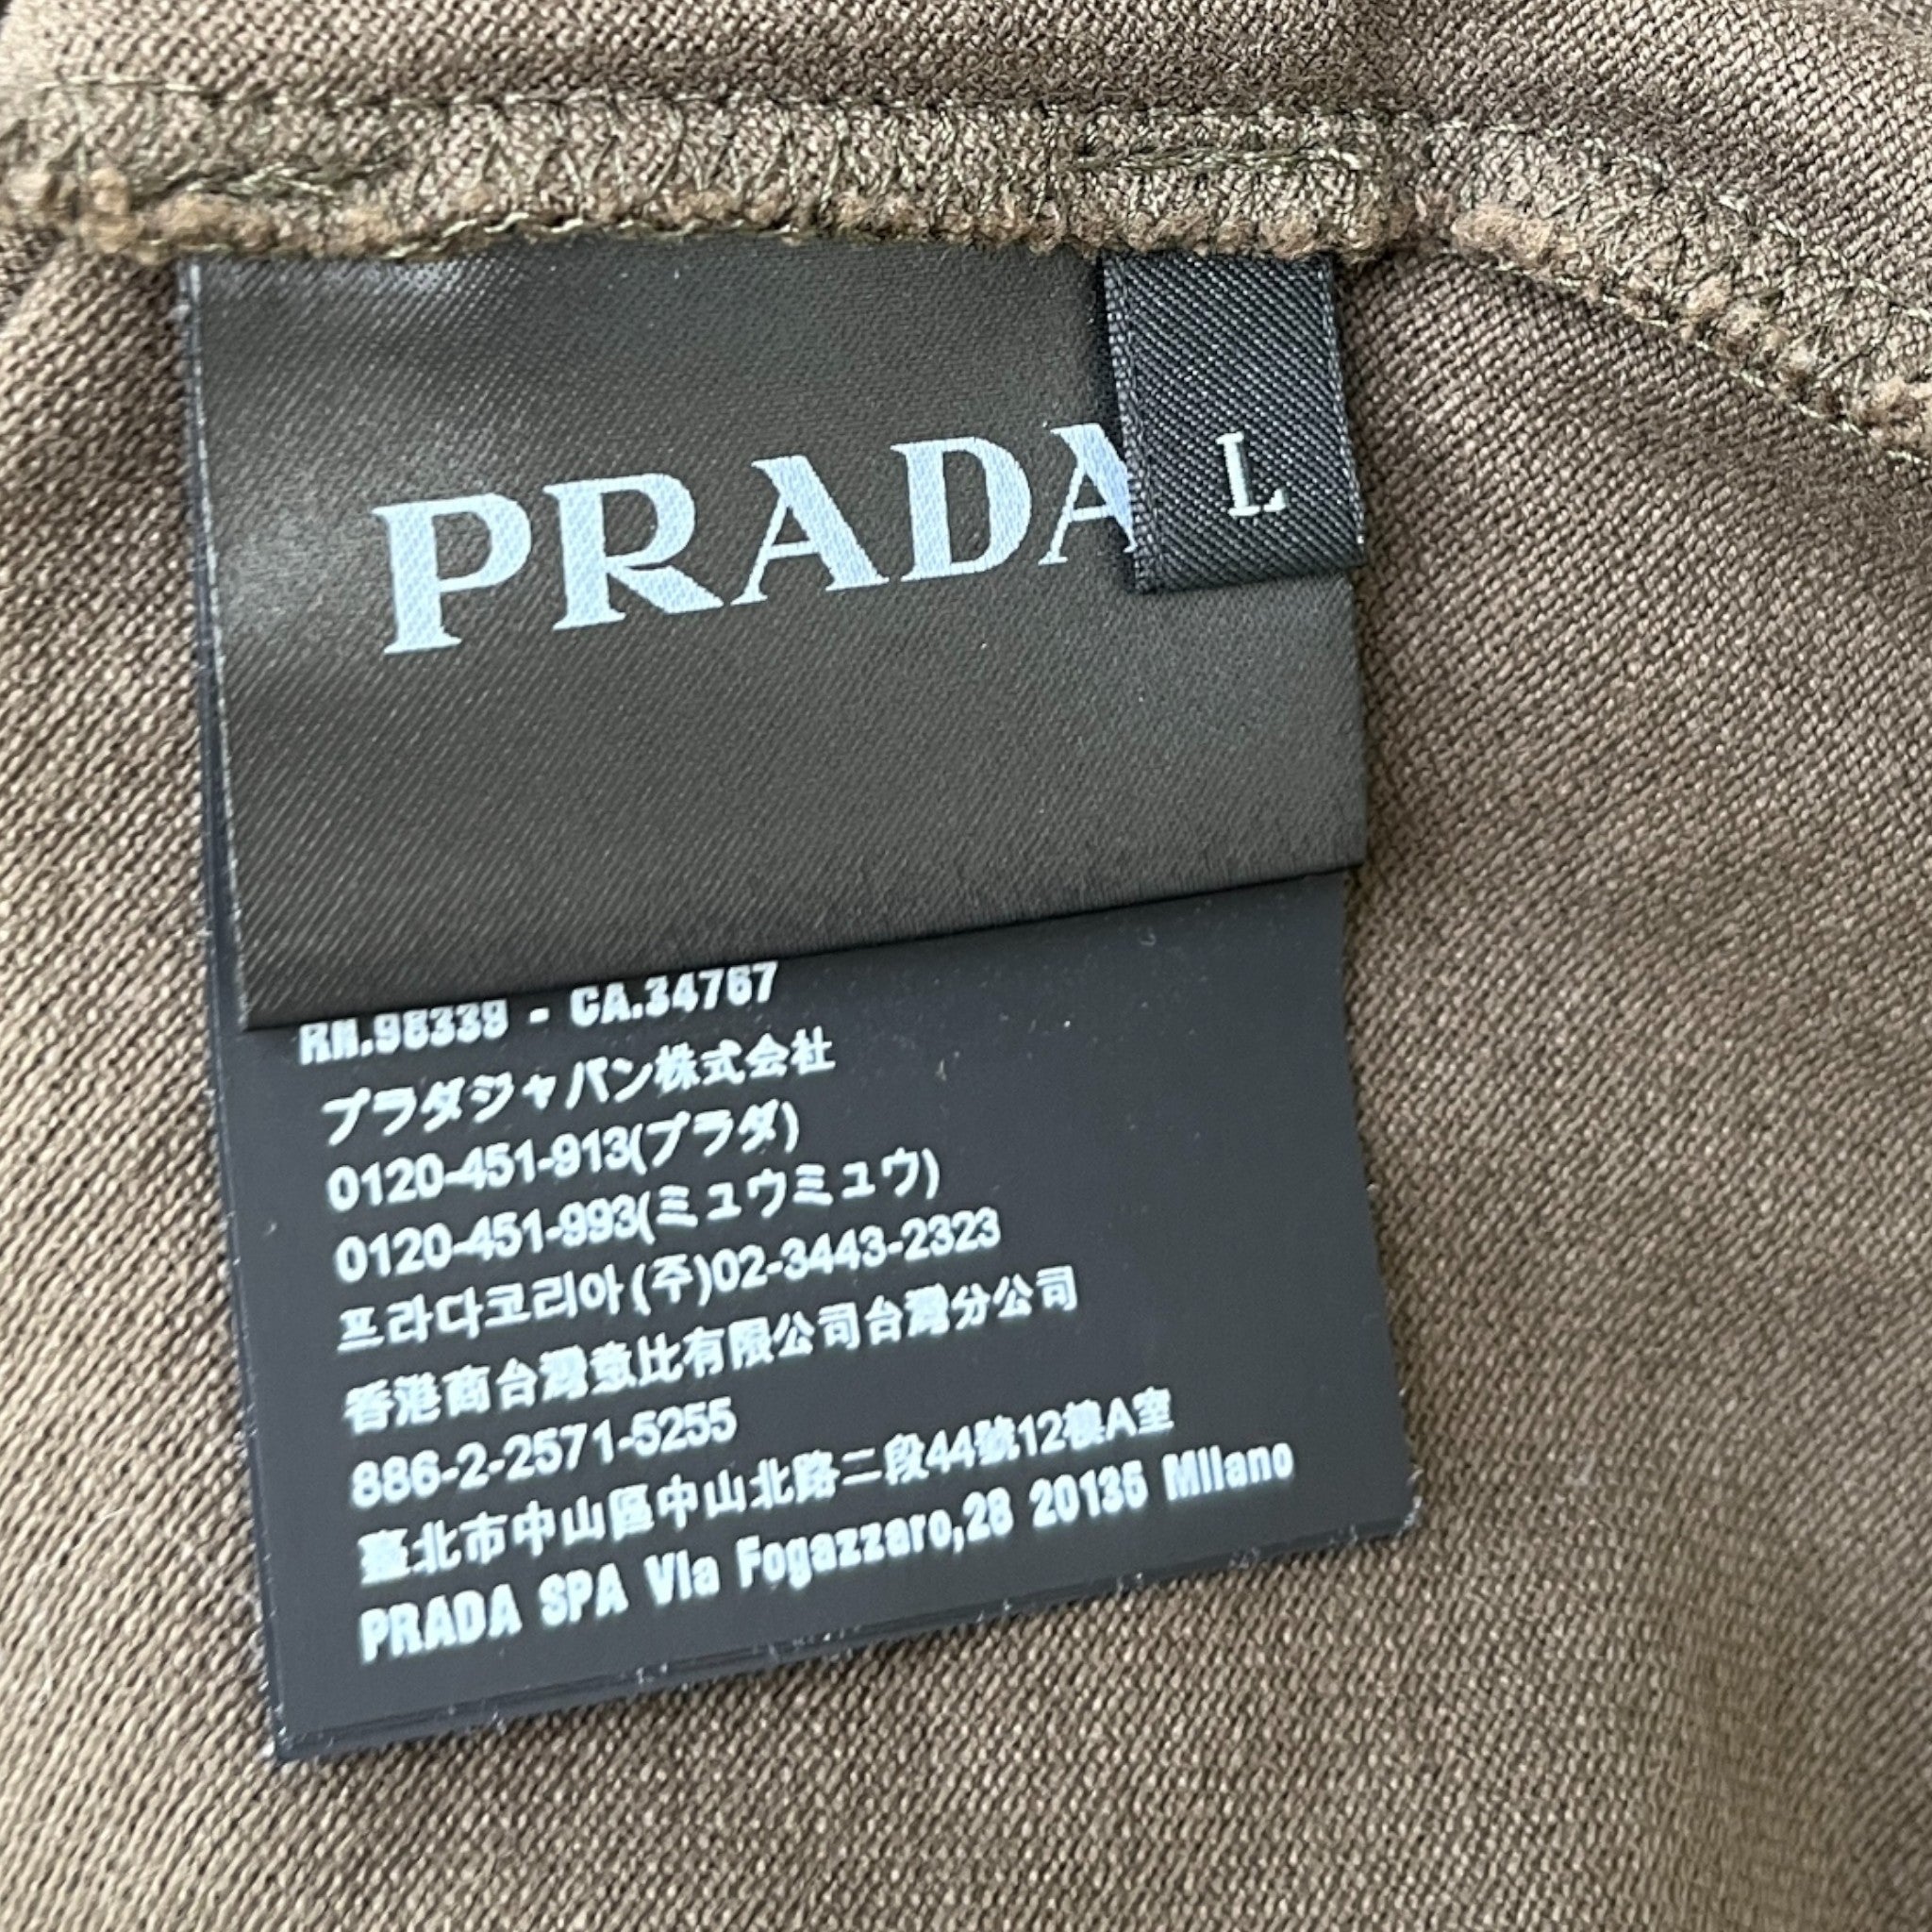 PRADA
L
RN.98339 - CA.34767
プラダジャパン株式会社
0120-451-913(プラダ)
0120-451-993(ミュウミュウ)
프라다코리아(주)02-3443-2323
香港商台灣意比有限公司台灣分公司
886-2-2571-5255
臺北市中山區中山北路二段44號12樓A室
PRADA SPA Via Fogazzaro,28 20135 Milano